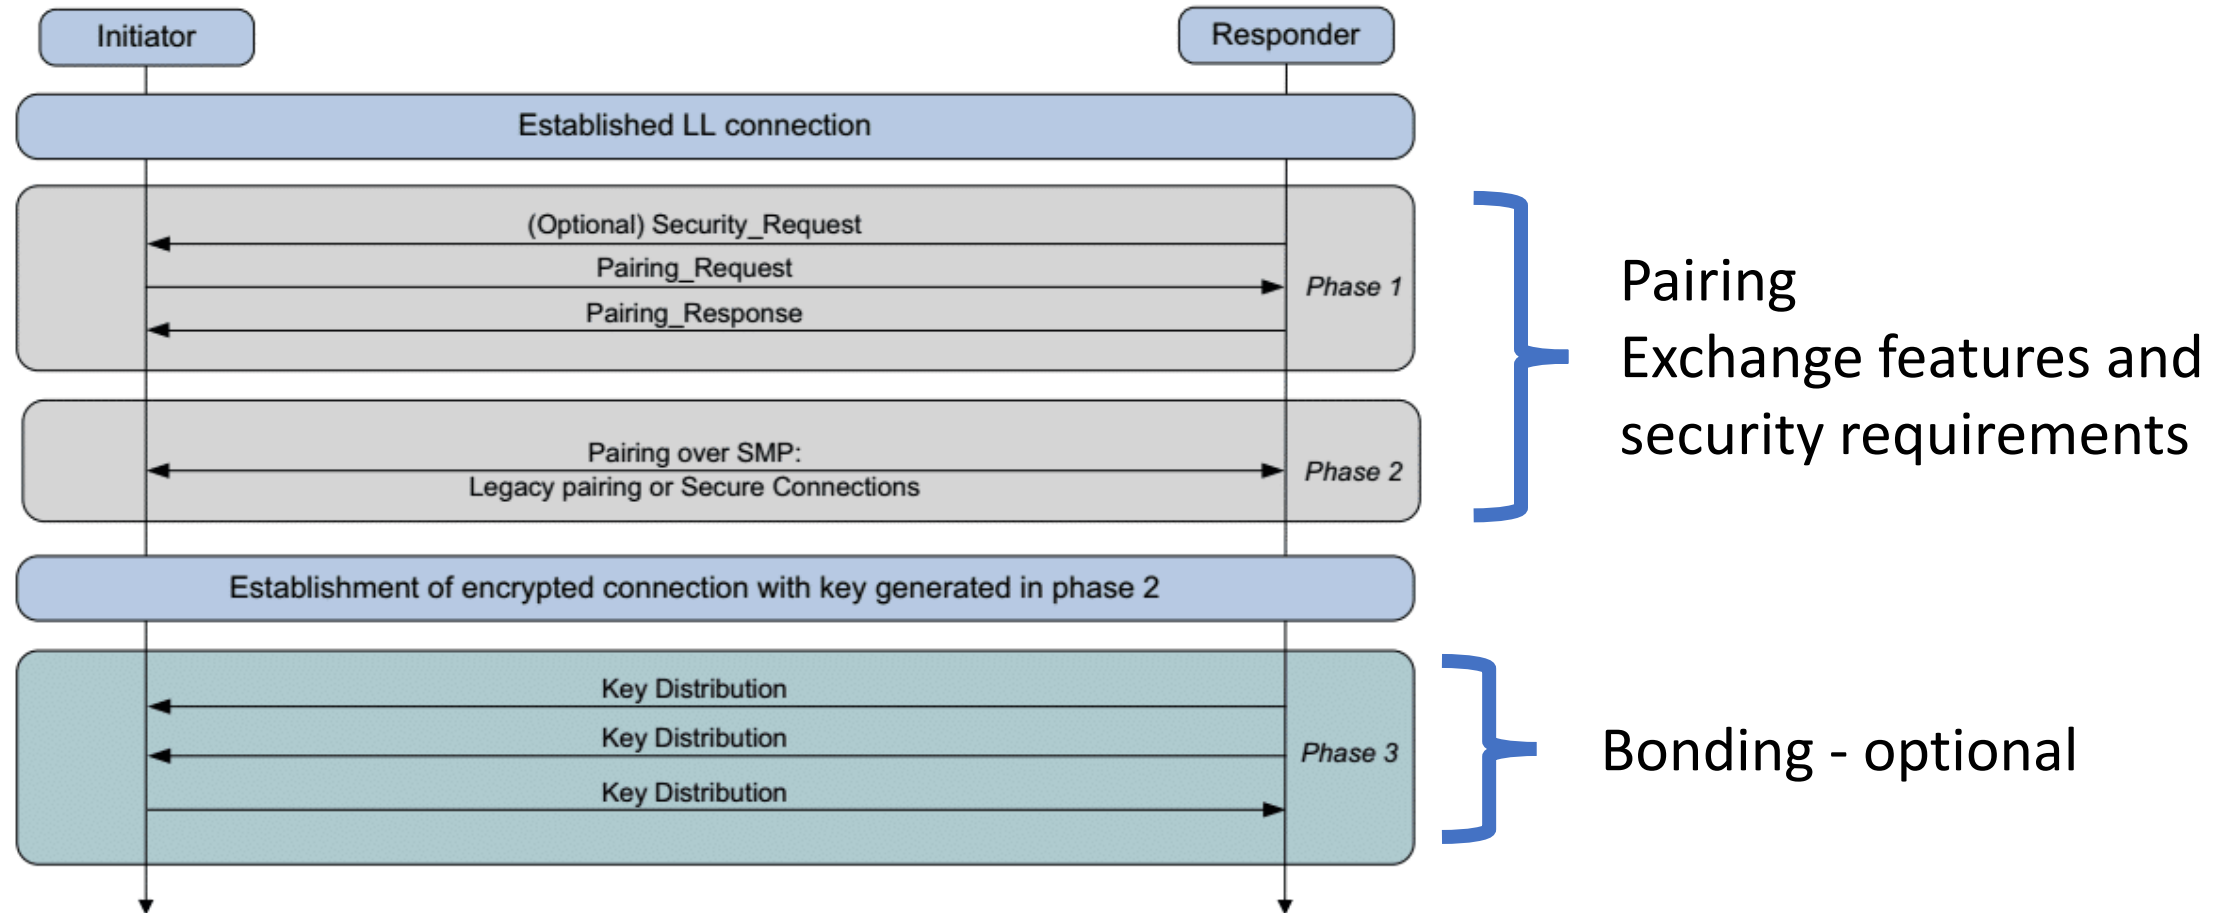 Initiator
Responder
Established LL connection
(Optional) Security_Request
Pairing_Request
Pairing_Response
Phase 1
Pairing
Exchange features and
security requirements
Pairing over SMP:
Legacy pairing or Secure Connections
Phase 2
Establishment of encrypted connection with key generated in phase 2
Key Distribution
Key Distribution
Key Distribution
Phase 3
Bonding - optional